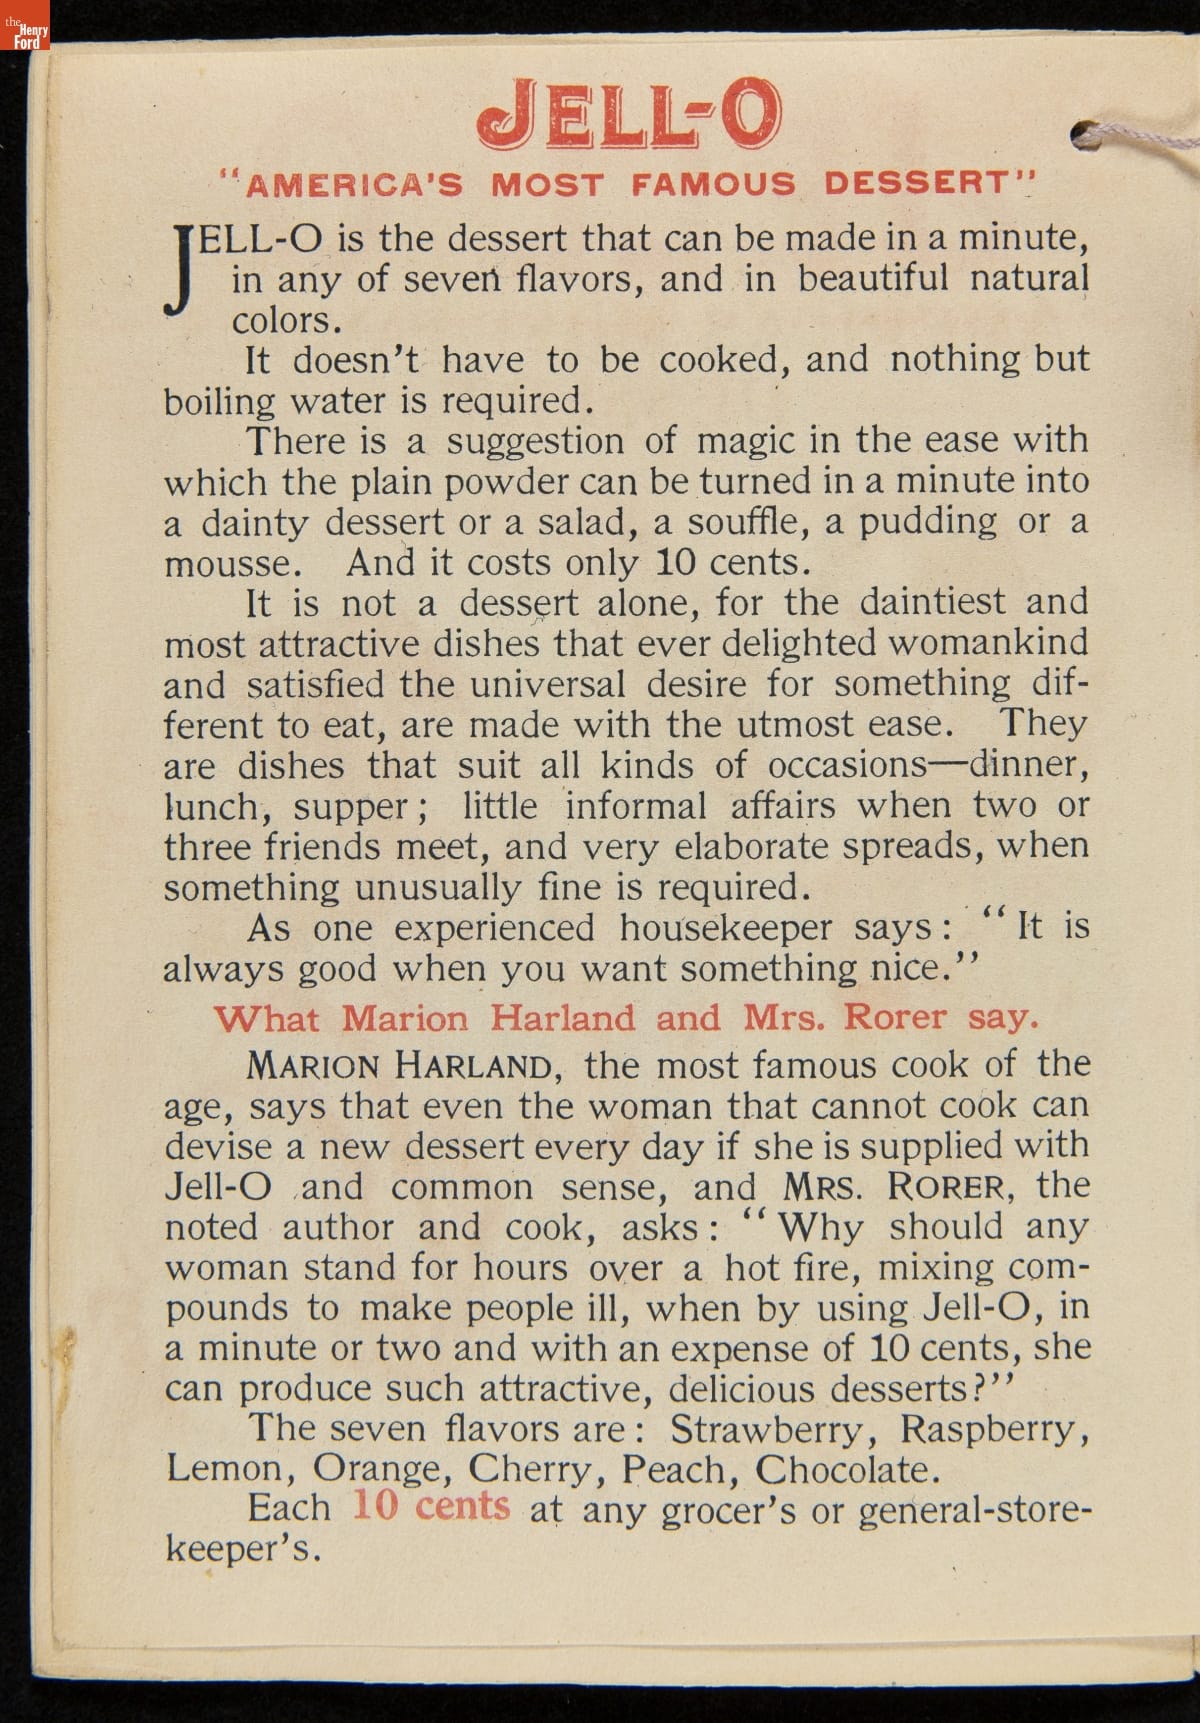 the
Henry
Ford
JELL-O
"AMERICA'S MOST FAMOUS DESSERT"
JELL-O is the dessert that can be made in a minute,
in any of seven flavors, and in beautiful natural
colors.
It doesn't have to be cooked, and nothing but
boiling water is required.
There is a suggestion of magic in the ease with
which the plain powder can be turned in a minute into
a dainty dessert or a salad, a souffle, a pudding or a
mousse. And it costs only 10 cents.
It is not a dessert alone, for the daintiest and
most attractive dishes that ever delighted womankind
and satisfied the universal desire for something dif-
ferent to eat, are made with the utmost ease. They
are dishes that suit all kinds of occasions—dinner,
lunch, supper; little informal affairs when two or
three friends meet, and very elaborate spreads, when
something unusually fine is required.
As one experienced housekeeper says: "It is
always good when you want something nice."
What Marion Harland and Mrs. Rorer say.
MARION HARLAND, the most famous cook of the
age, says that even the woman that cannot cook can
devise a new dessert every day if she is supplied with
Jell-O and common sense, and MRS. RORER, the
noted author and cook, asks: "Why should any
woman stand for hours over a hot fire, mixing com-
pounds to make people ill, when by using Jell-O, in
a minute or two and with an expense of 10 cents, she
can produce such attractive, delicious desserts?"
The seven flavors are: Strawberry, Raspberry,
Lemon, Orange, Cherry, Peach, Chocolate.
Each 10 cents at any grocer's or general-store-
keeper's.